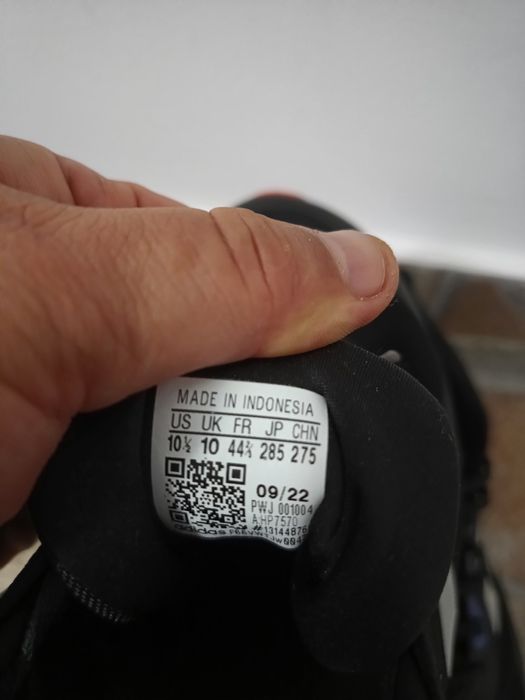 MADE IN INDONESIA
US UK FR JP CHN
10½ 10 44⅔ 285 275
09/22
PWJ 001004
A:HP7570
adidas